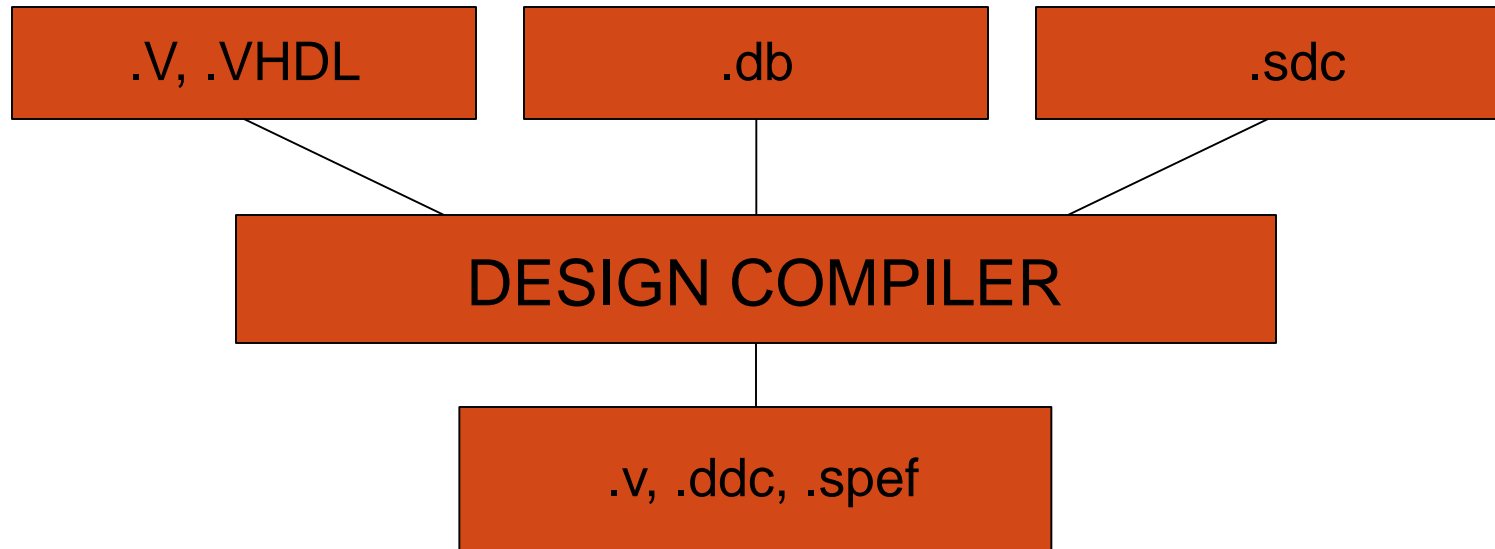 .V, .VHDL
.db
.sdc
DESIGN COMPILER
.v, .ddc, .spef